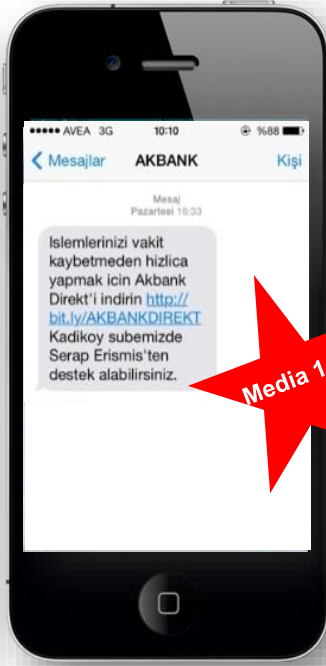 AVEA 3G 10:10 %88
Mesajlar AKBANK Kişi
Mesaj
Pazartesi 16:33
Islemlerinizi vakit
kaybetmeden hizlica
yapmak icin Akbank
Direkt'i indirin http://
bit.ly/AKBANKDIREKT
Kadikoy subemizde
Serap Erismis'ten
destek alabilirsiniz.
Media 1